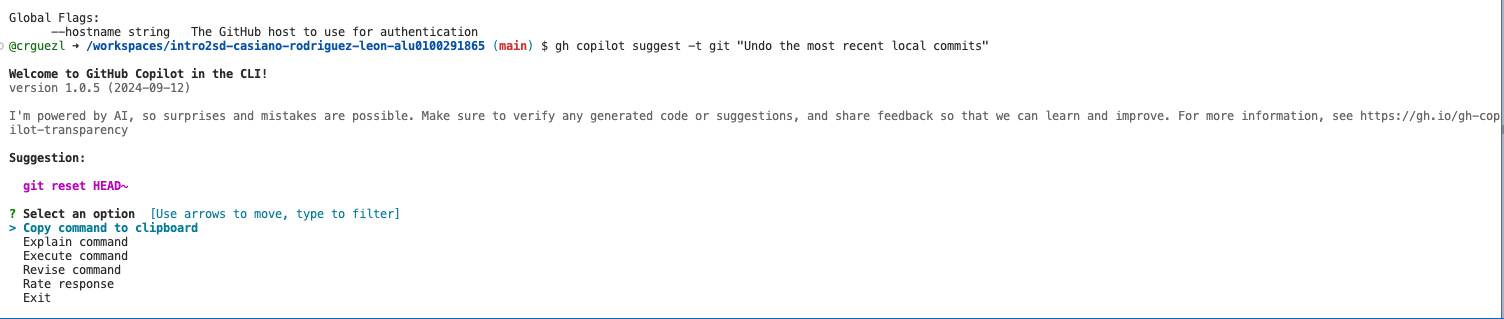 Global Flags:
      --hostname string   The GitHub host to use for authentication
@crguezl → /workspaces/intro2sd-casiano-rodriguez-leon-alu0100291865 (main) $ gh copilot suggest -t git "Undo the most recent local commits"
Welcome to GitHub Copilot in the CLI!
version 1.0.5 (2024-09-12)
I'm powered by AI, so surprises and mistakes are possible. Make sure to verify any generated code or suggestions, and share feedback so that we can learn and improve. For more information, see https://gh.io/gh-cop
ilot-transparency
Suggestion:
  git reset HEAD~
? Select an option  [Use arrows to move, type to filter]
> Copy command to clipboard
  Explain command
  Execute command
  Revise command
  Rate response
  Exit